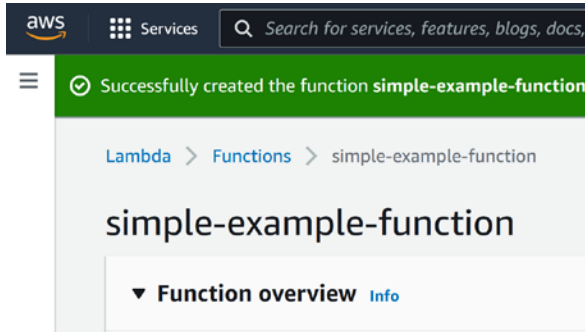 aws Services Search for services, features, blogs, docs,
Successfully created the function simple-example-function
Lambda > Functions > simple-example-function
simple-example-function
Function overview Info